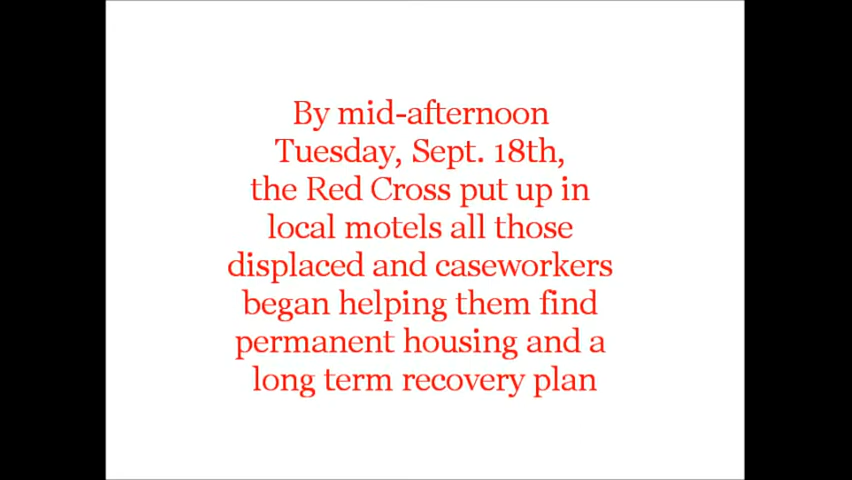 By mid-afternoon
Tuesday, Sept. 18th,
the Red Cross put up in
local motels all those
displaced and caseworkers
began helping them find
permanent housing and a
long term recovery plan